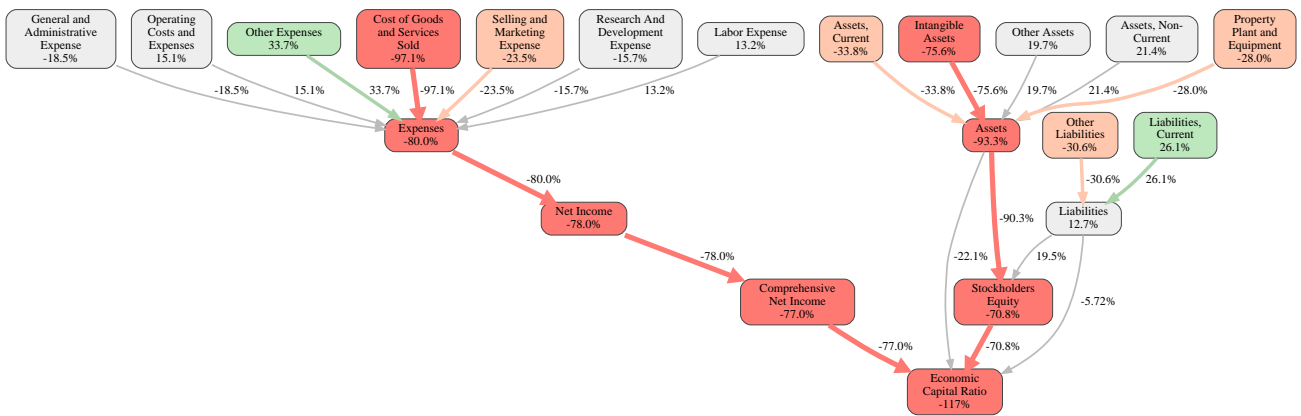 General and
Administrative
Expense
-18.5%
Operating
Costs and
Expenses
15.1%
Other Expenses
33.7%
Cost of Goods
and Services
Sold
-97.1%
Selling and
Marketing
Expense
-23.5%
Research And
Development
Expense
-15.7%
Labor Expense
13.2%
Assets,
Current
-33.8%
Intangible
Assets
-75.6%
Other Assets
19.7%
Assets, Non-
Current
21.4%
Property
Plant and
Equipment
-28.0%
-18.5%
15.1%
33.7%
-97.1%
-23.5%
-15.7%
13.2%
-33.8%
-75.6%
19.7%
21.4%
-28.0%
Expenses
-80.0%
Assets
-93.3%
Other
Liabilities
-30.6%
Liabilities,
Current
26.1%
-80.0%
-30.6%
26.1%
Net Income
-78.0%
-90.3%
Liabilities
12.7%
-78.0%
-22.1%
19.5%
Comprehensive
Net Income
-77.0%
Stockholders
Equity
-70.8%
-5.72%
-77.0%
-70.8%
Economic
Capital Ratio
-117%